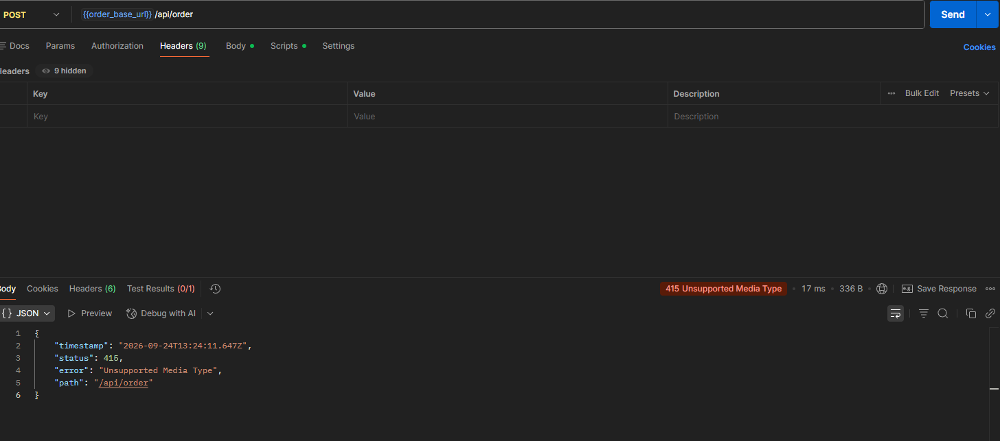 POST {{order_base_url}} /api/order Send
Docs Params Authorization Headers (9) Body Scripts Settings Cookies
Headers 9 hidden
Key Value Description Bulk Edit Presets
Key Value Description
Body Cookies Headers (6) Test Results (0/1) 415 Unsupported Media Type 17 ms 336 B Save Response
{} JSON Preview Debug with AI
1 {
2 "timestamp": "2026-09-24T13:24:11.647Z",
3 "status": 415,
4 "error": "Unsupported Media Type",
5 "path": "/api/order"
6 }